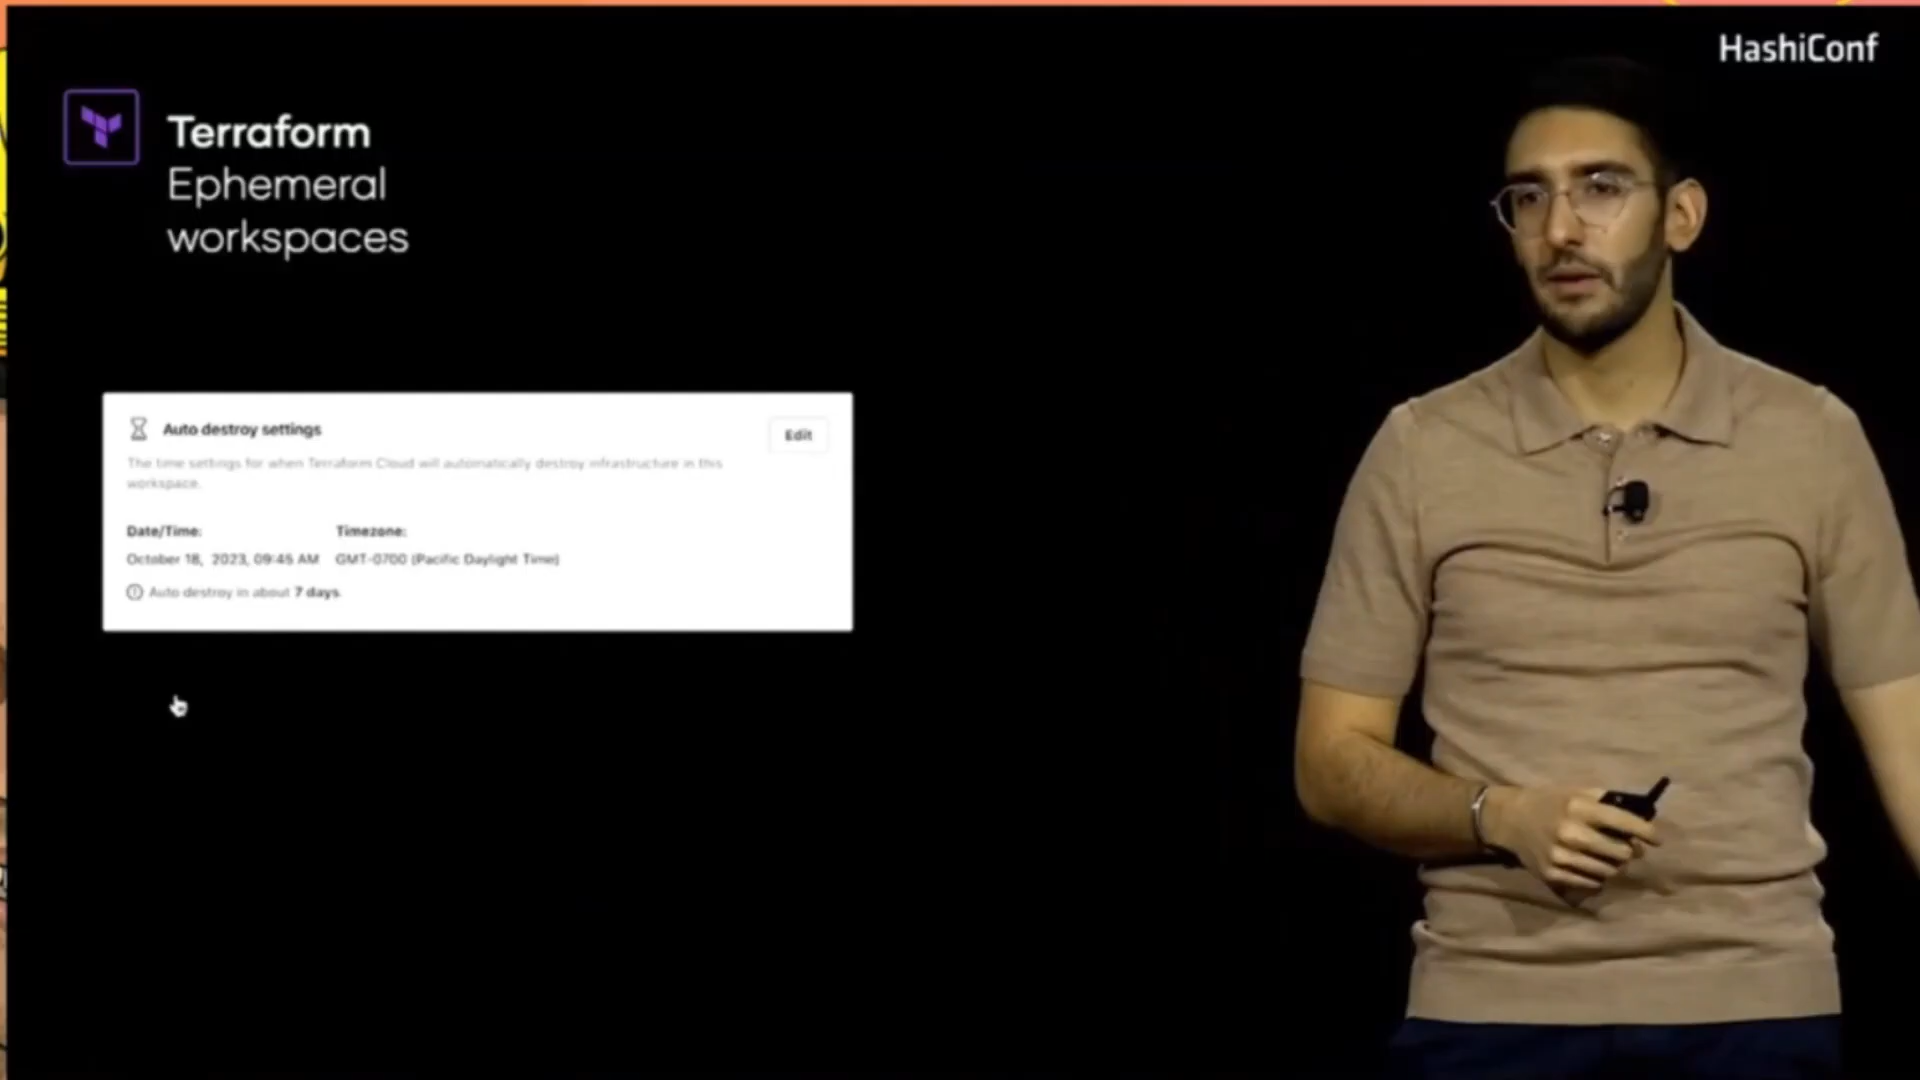 HashiConf
Terraform
Ephemeral
workspaces
Auto destroy settings
Edit
The time settings for when Terraform Cloud will automatically destroy infrastructure in this
workspace.
Date/Time: Timezone:
October 18, 2023, 09:45 AM GMT-0700 (Pacific Daylight Time)
Auto destroy in about 7 days